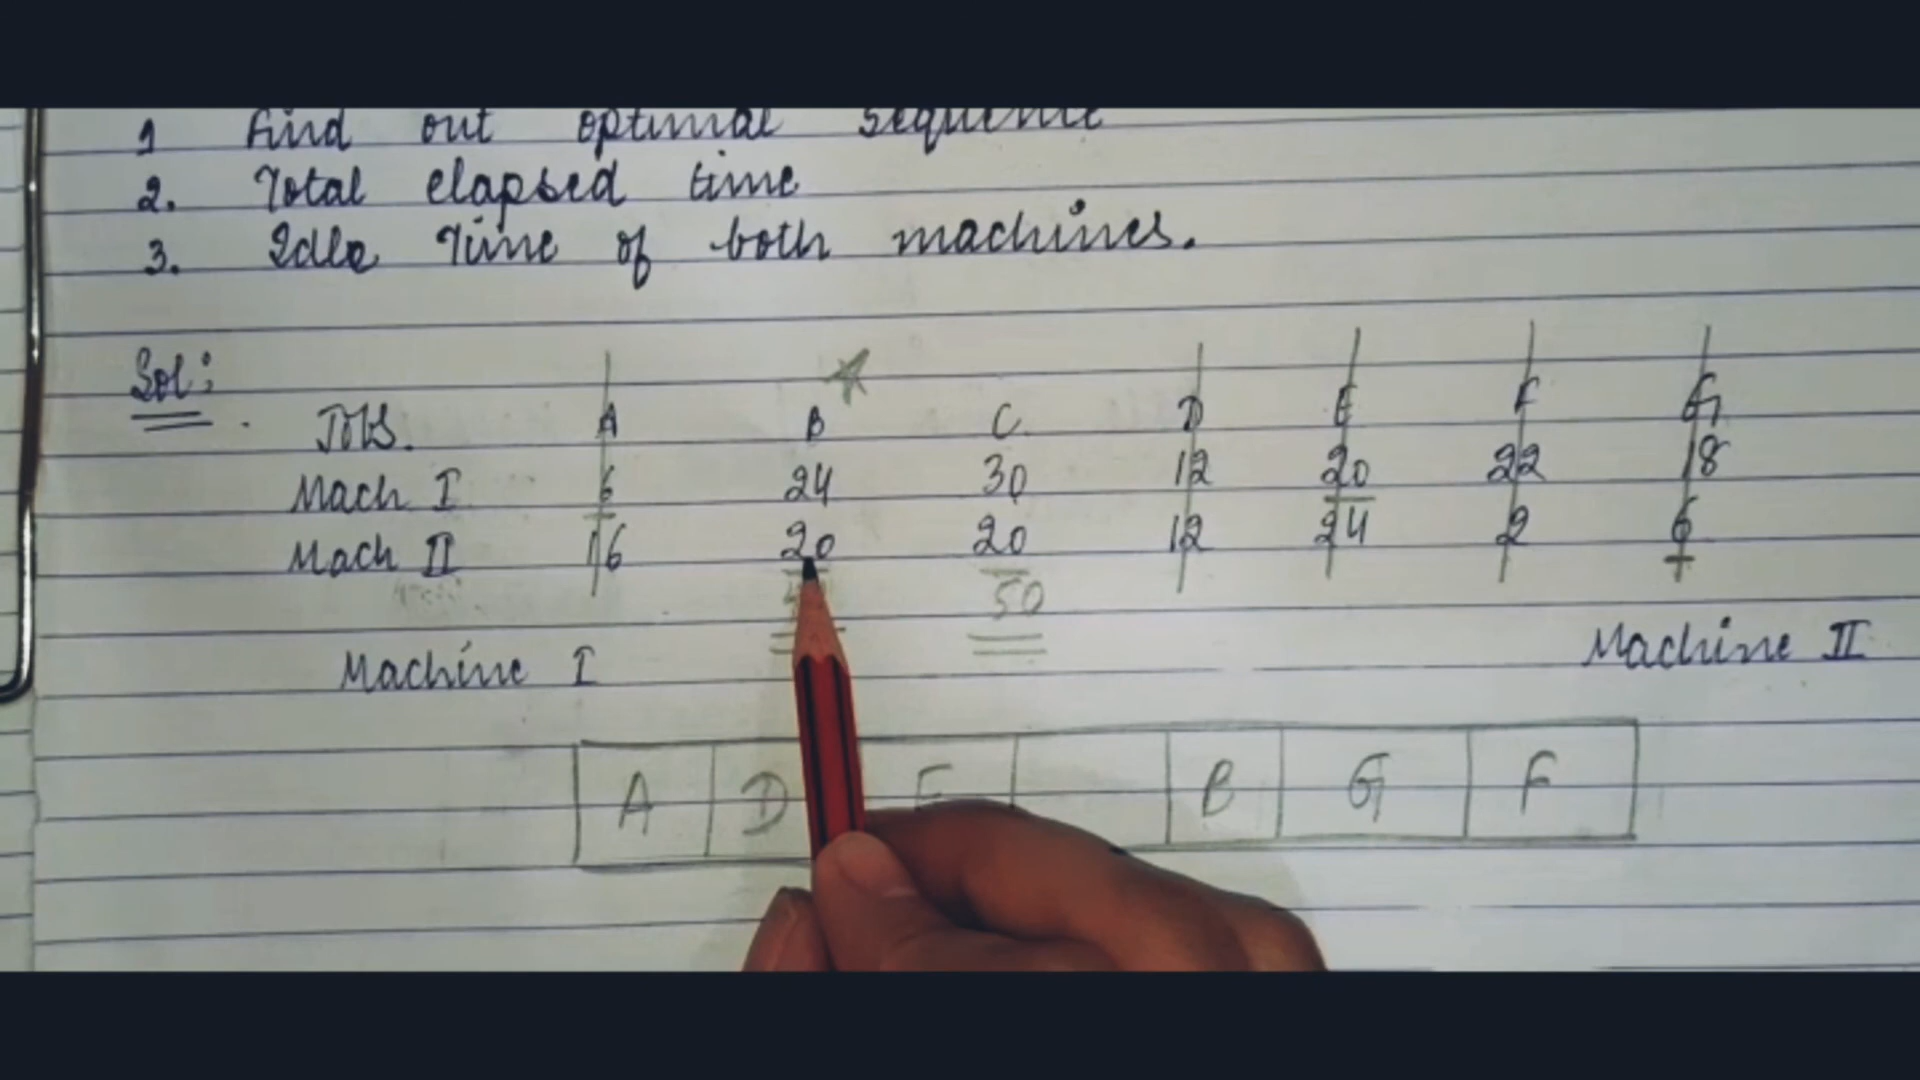 1 Find out optimal sequence
2. Total elapsed time
3. Idle Time of both machines.
Sol:
Jobs. A B C D E F G
Mach I 6 24 30 12 20 22 18
Mach II 16 20 20 12 24 2 6
50
Machine I Machine II
A D E B G F